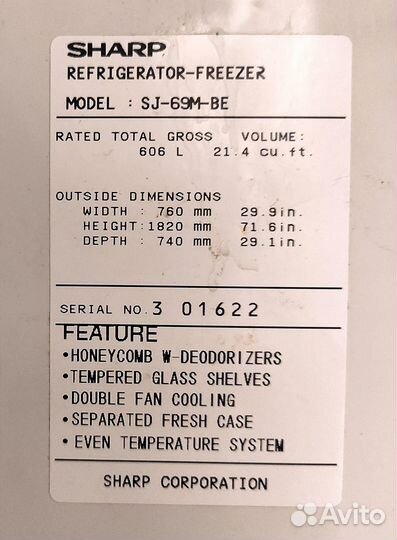 SHARP
REFRIGERATOR-FREEZER
MODEL : SJ-69M-BE
RATED TOTAL GROSS VOLUME:
606 L 21.4 cu.ft.
OUTSIDE DIMENSIONS
WIDTH : 760 mm 29.9in.
HEIGHT:1820 mm 71.6in.
DEPTH : 740 mm 29.1in.
SERIAL NO. 3 01622
FEATURE
•HONEYCOMB W-DEODORIZERS
•TEMPERED GLASS SHELVES
•DOUBLE FAN COOLING
•SEPARATED FRESH CASE
•EVEN TEMPERATURE SYSTEM
SHARP CORPORATION
Avito